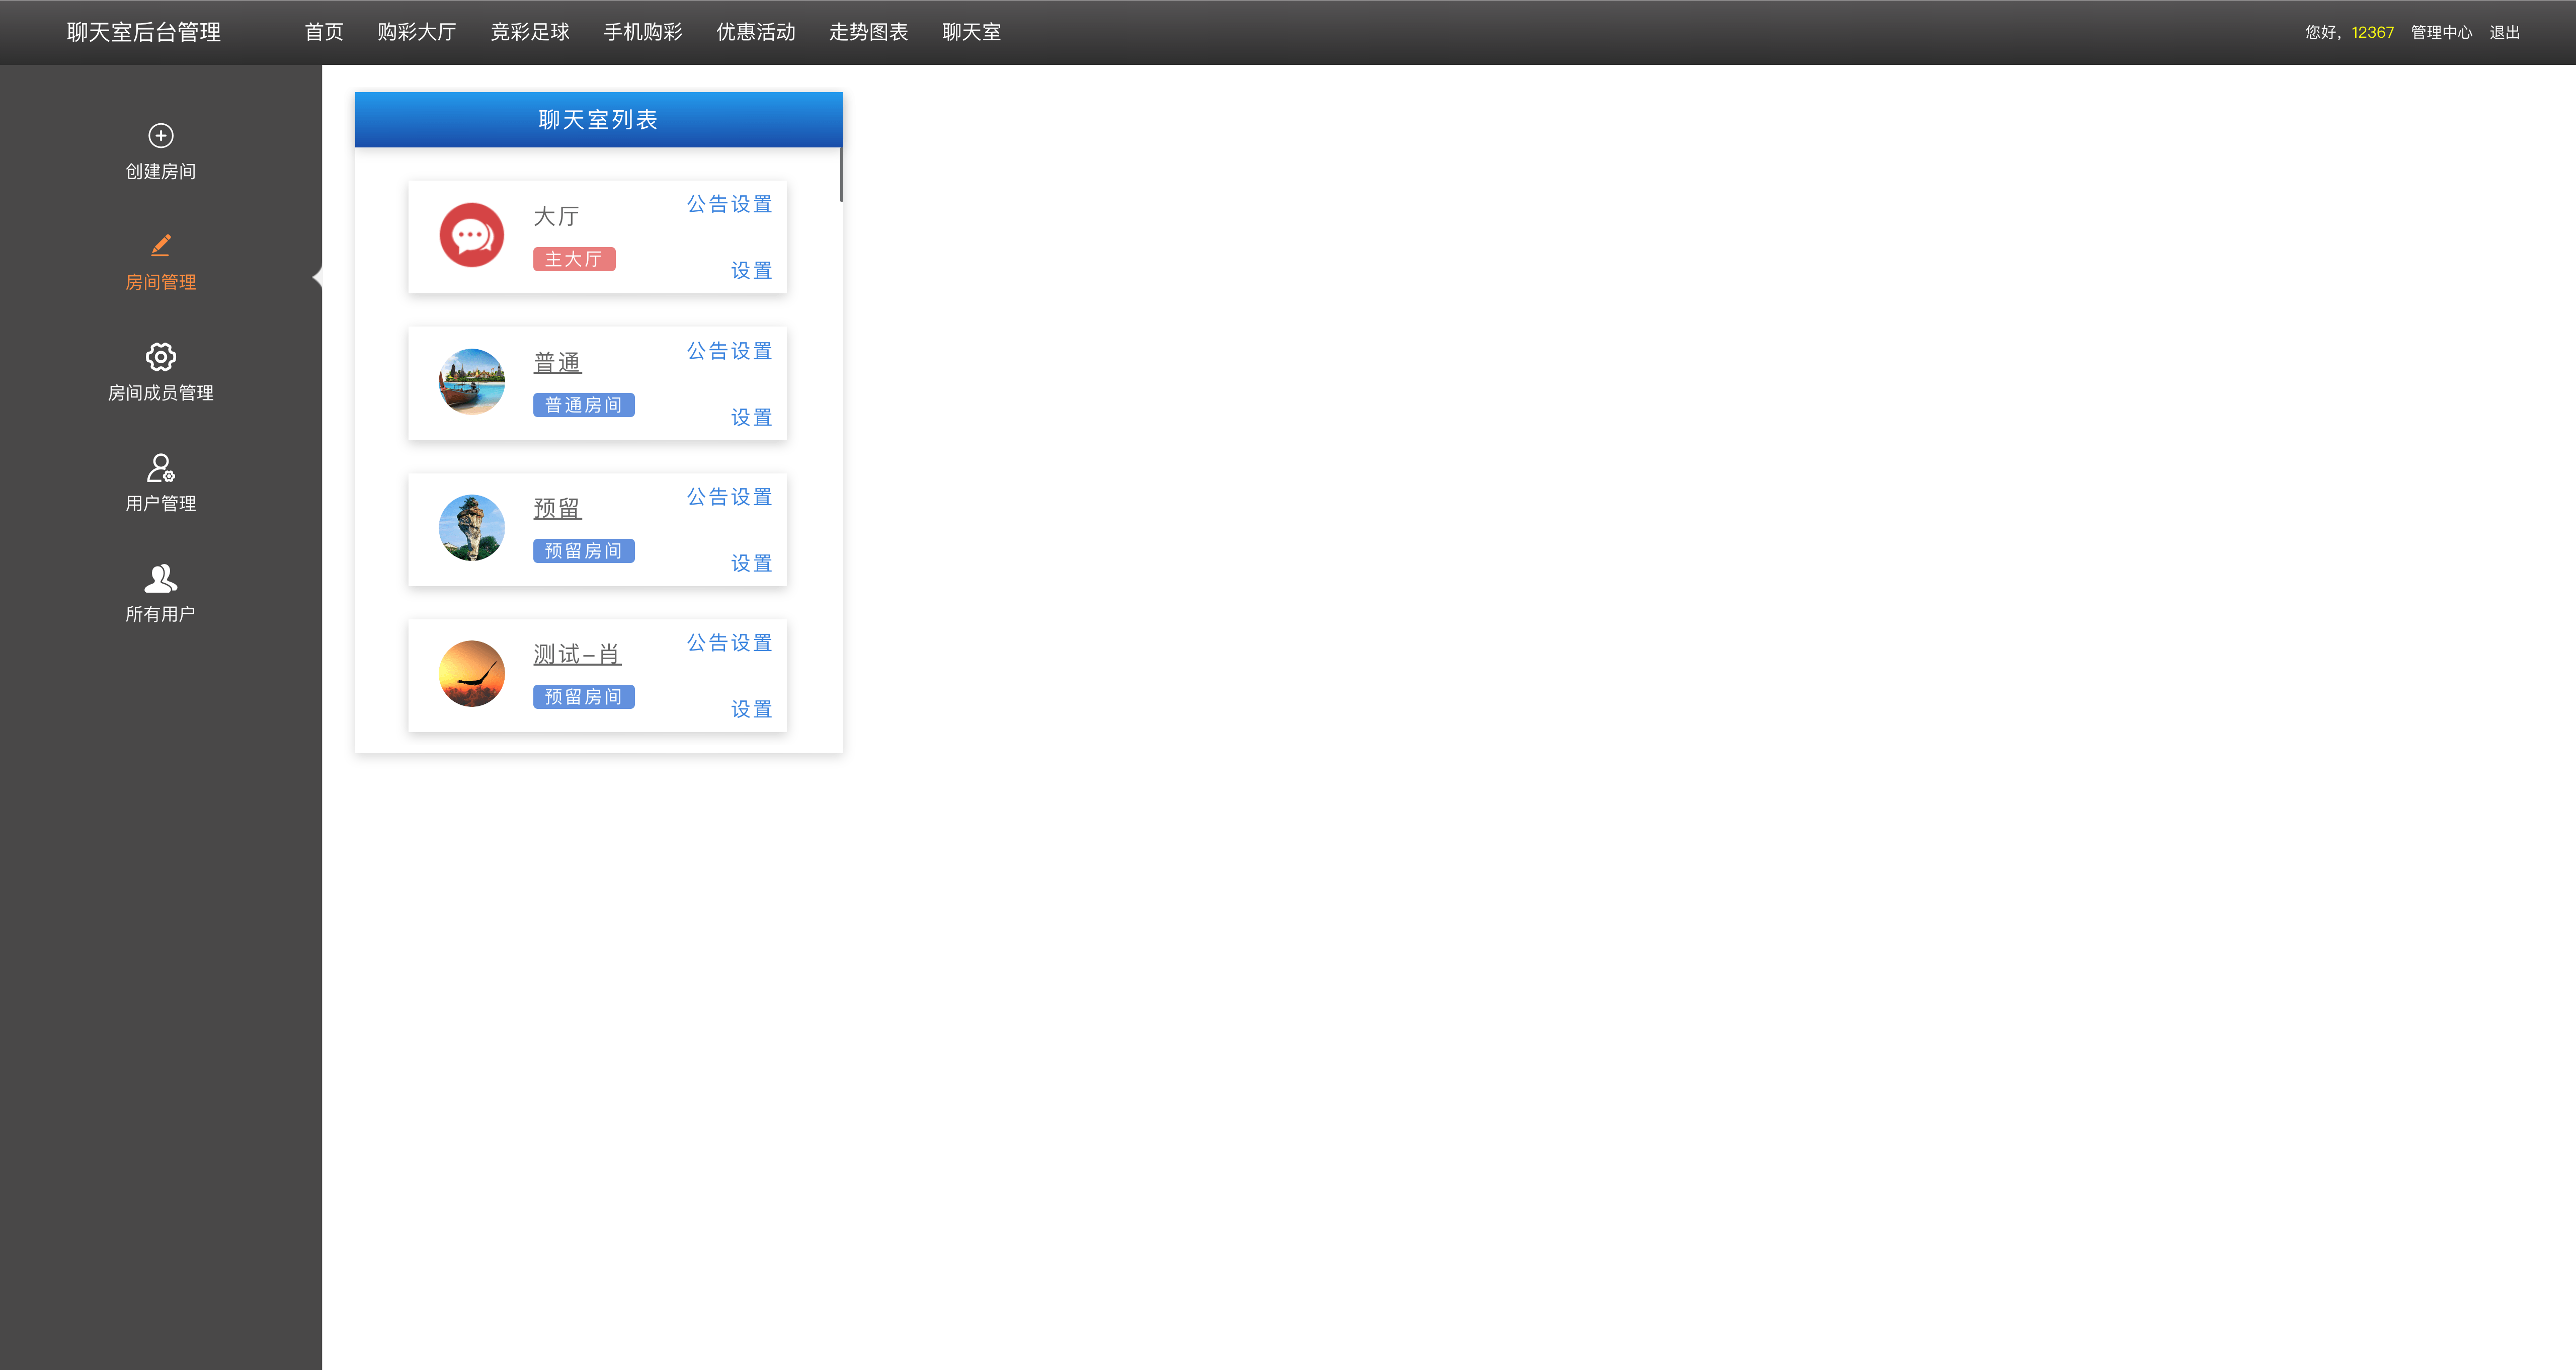 聊天室后台管理 首页 购彩大厅 竞彩足球 手机购彩 优惠活动 走势图表 聊天室 您好，12367 管理中心 退出
创建房间
房间管理
房间成员管理
用户管理
所有用户
聊天室列表
大厅 公告设置
主大厅
设置
普通 公告设置
普通房间
设置
预留 公告设置
预留房间
设置
测试–肖 公告设置
预留房间
设置